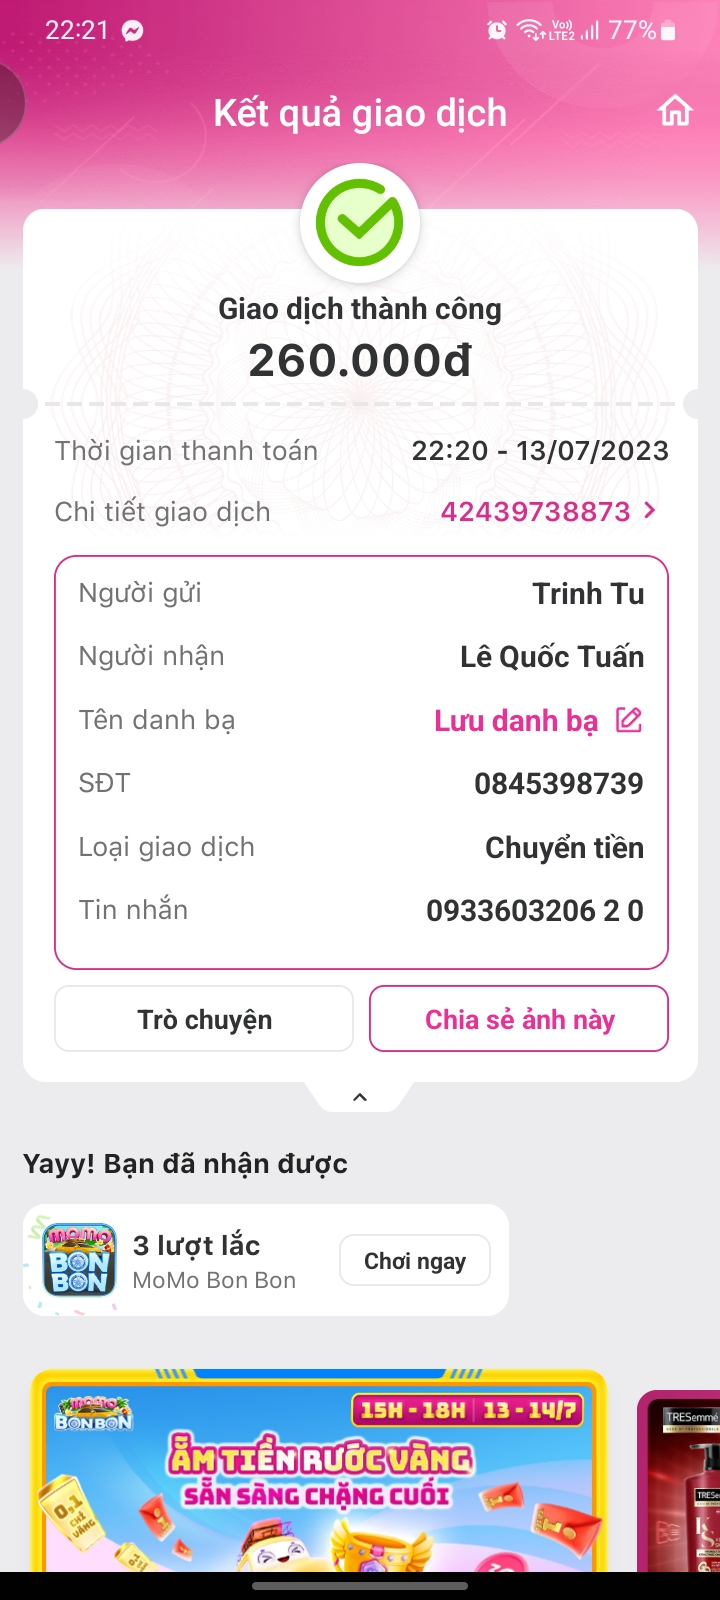 22:21 Vo)) LTE2 77%
Kết quả giao dịch
Giao dịch thành công
260.000đ
Thời gian thanh toán 22:20 - 13/07/2023
Chi tiết giao dịch 42439738873
Người gửi Trinh Tu
Người nhận Lê Quốc Tuấn
Tên danh bạ Lưu danh bạ
SĐT 0845398739
Loại giao dịch Chuyển tiền
Tin nhắn 0933603206 2 0
Trò chuyện Chia sẻ ảnh này
Yayy! Bạn đã nhận được
MOMO
BON
BON
3 lượt lắc
MoMo Bon Bon
Chơi ngay
MOMO
BONBON
15H - 18H 13 - 14/7
ẴM TIỀN RƯỚC VÀNG
SẴN SÀNG CHẶNG CUỐI
0.1
CHỈ
VÀNG
TRESemmé